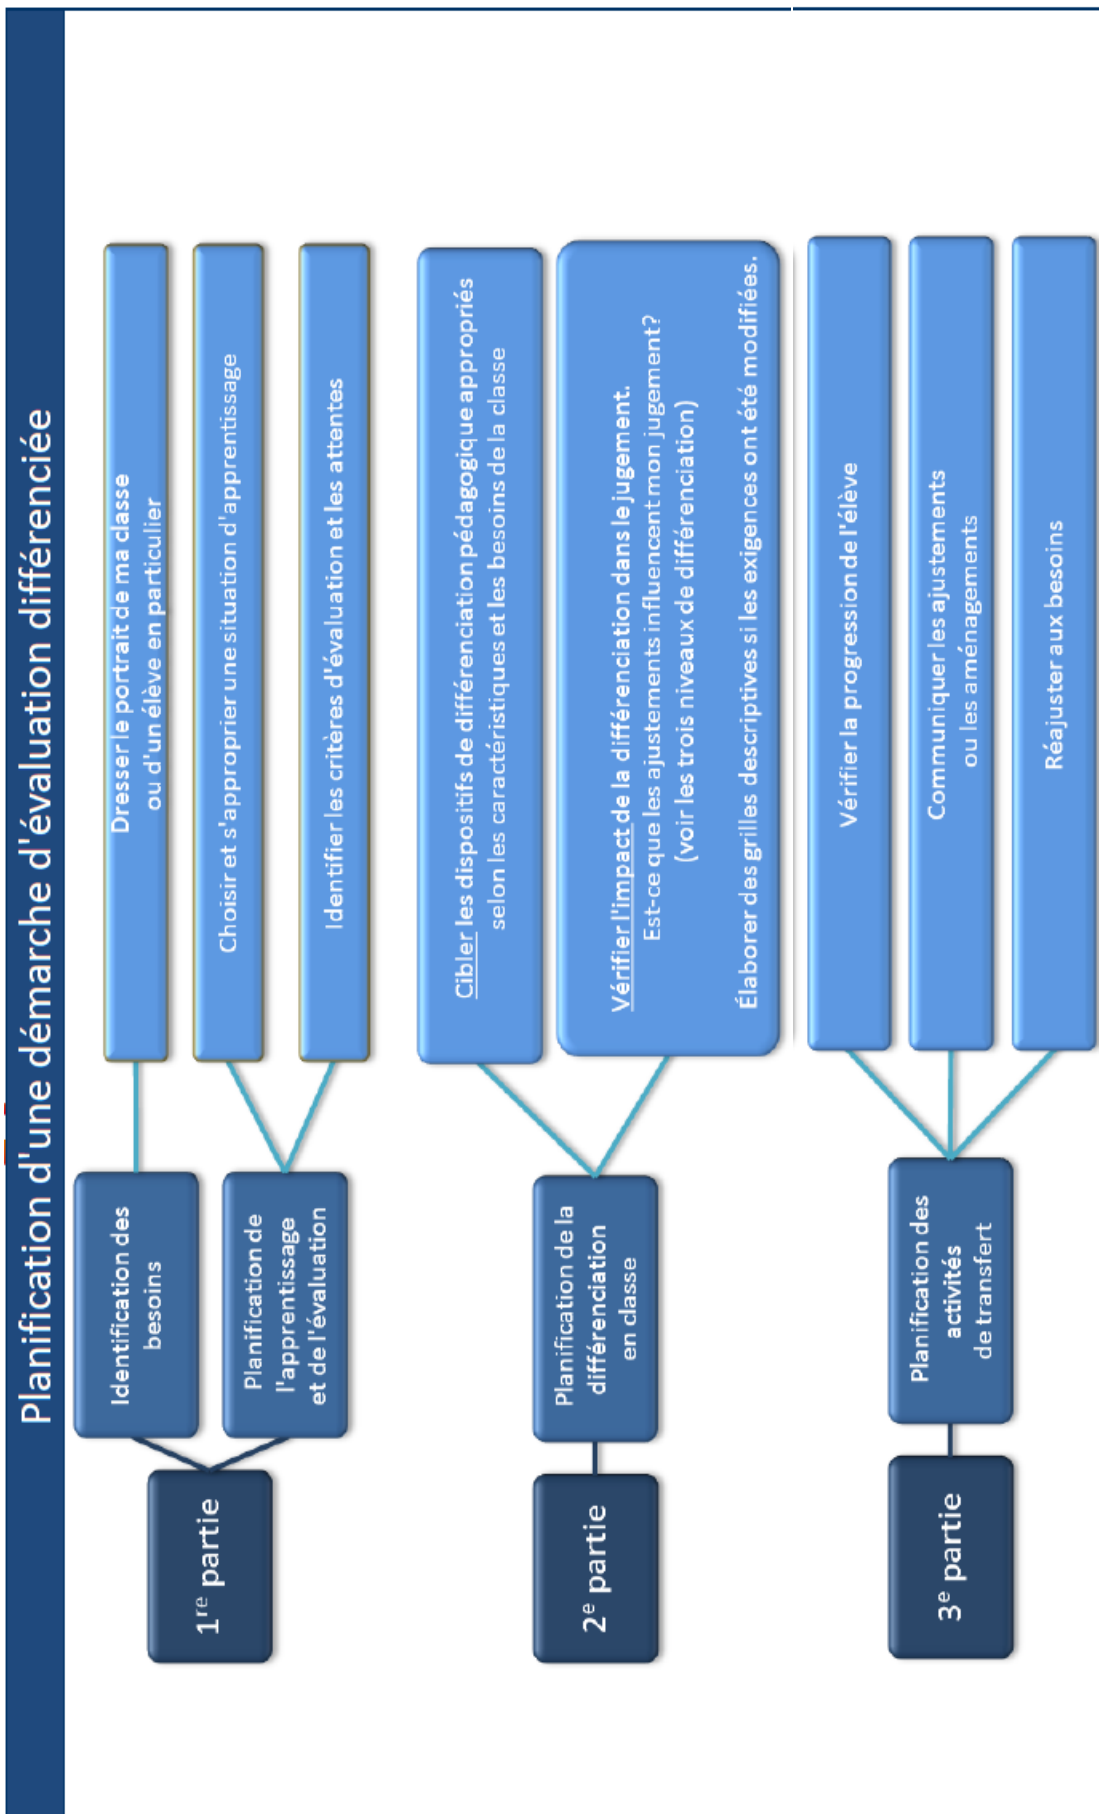 Planification d'une démarche d'évaluation différenciée
1re partie
Identification des
besoins
Dresser le portrait de ma classe
ou d'un élève en particulier
Planification de
l'apprentissage
et de l'évaluation
Choisir et s'approprier une situation d'apprentissage
Identifier les critères d'évaluation et les attentes
2e partie
Planification de la
différenciation
en classe
Cibler les dispositifs de différenciation pédagogique appropriés
selon les caractéristiques et les besoins de la classe
Vérifier l'impact de la différenciation dans le jugement.
Est-ce que les ajustements influencent mon jugement?
(voir les trois niveaux de différenciation)
Élaborer des grilles descriptives si les exigences ont été modifiées.
3e partie
Planification des
activités
de transfert
Vérifier la progression de l'élève
Communiquer les ajustements
ou les aménagements
Réajuster aux besoins